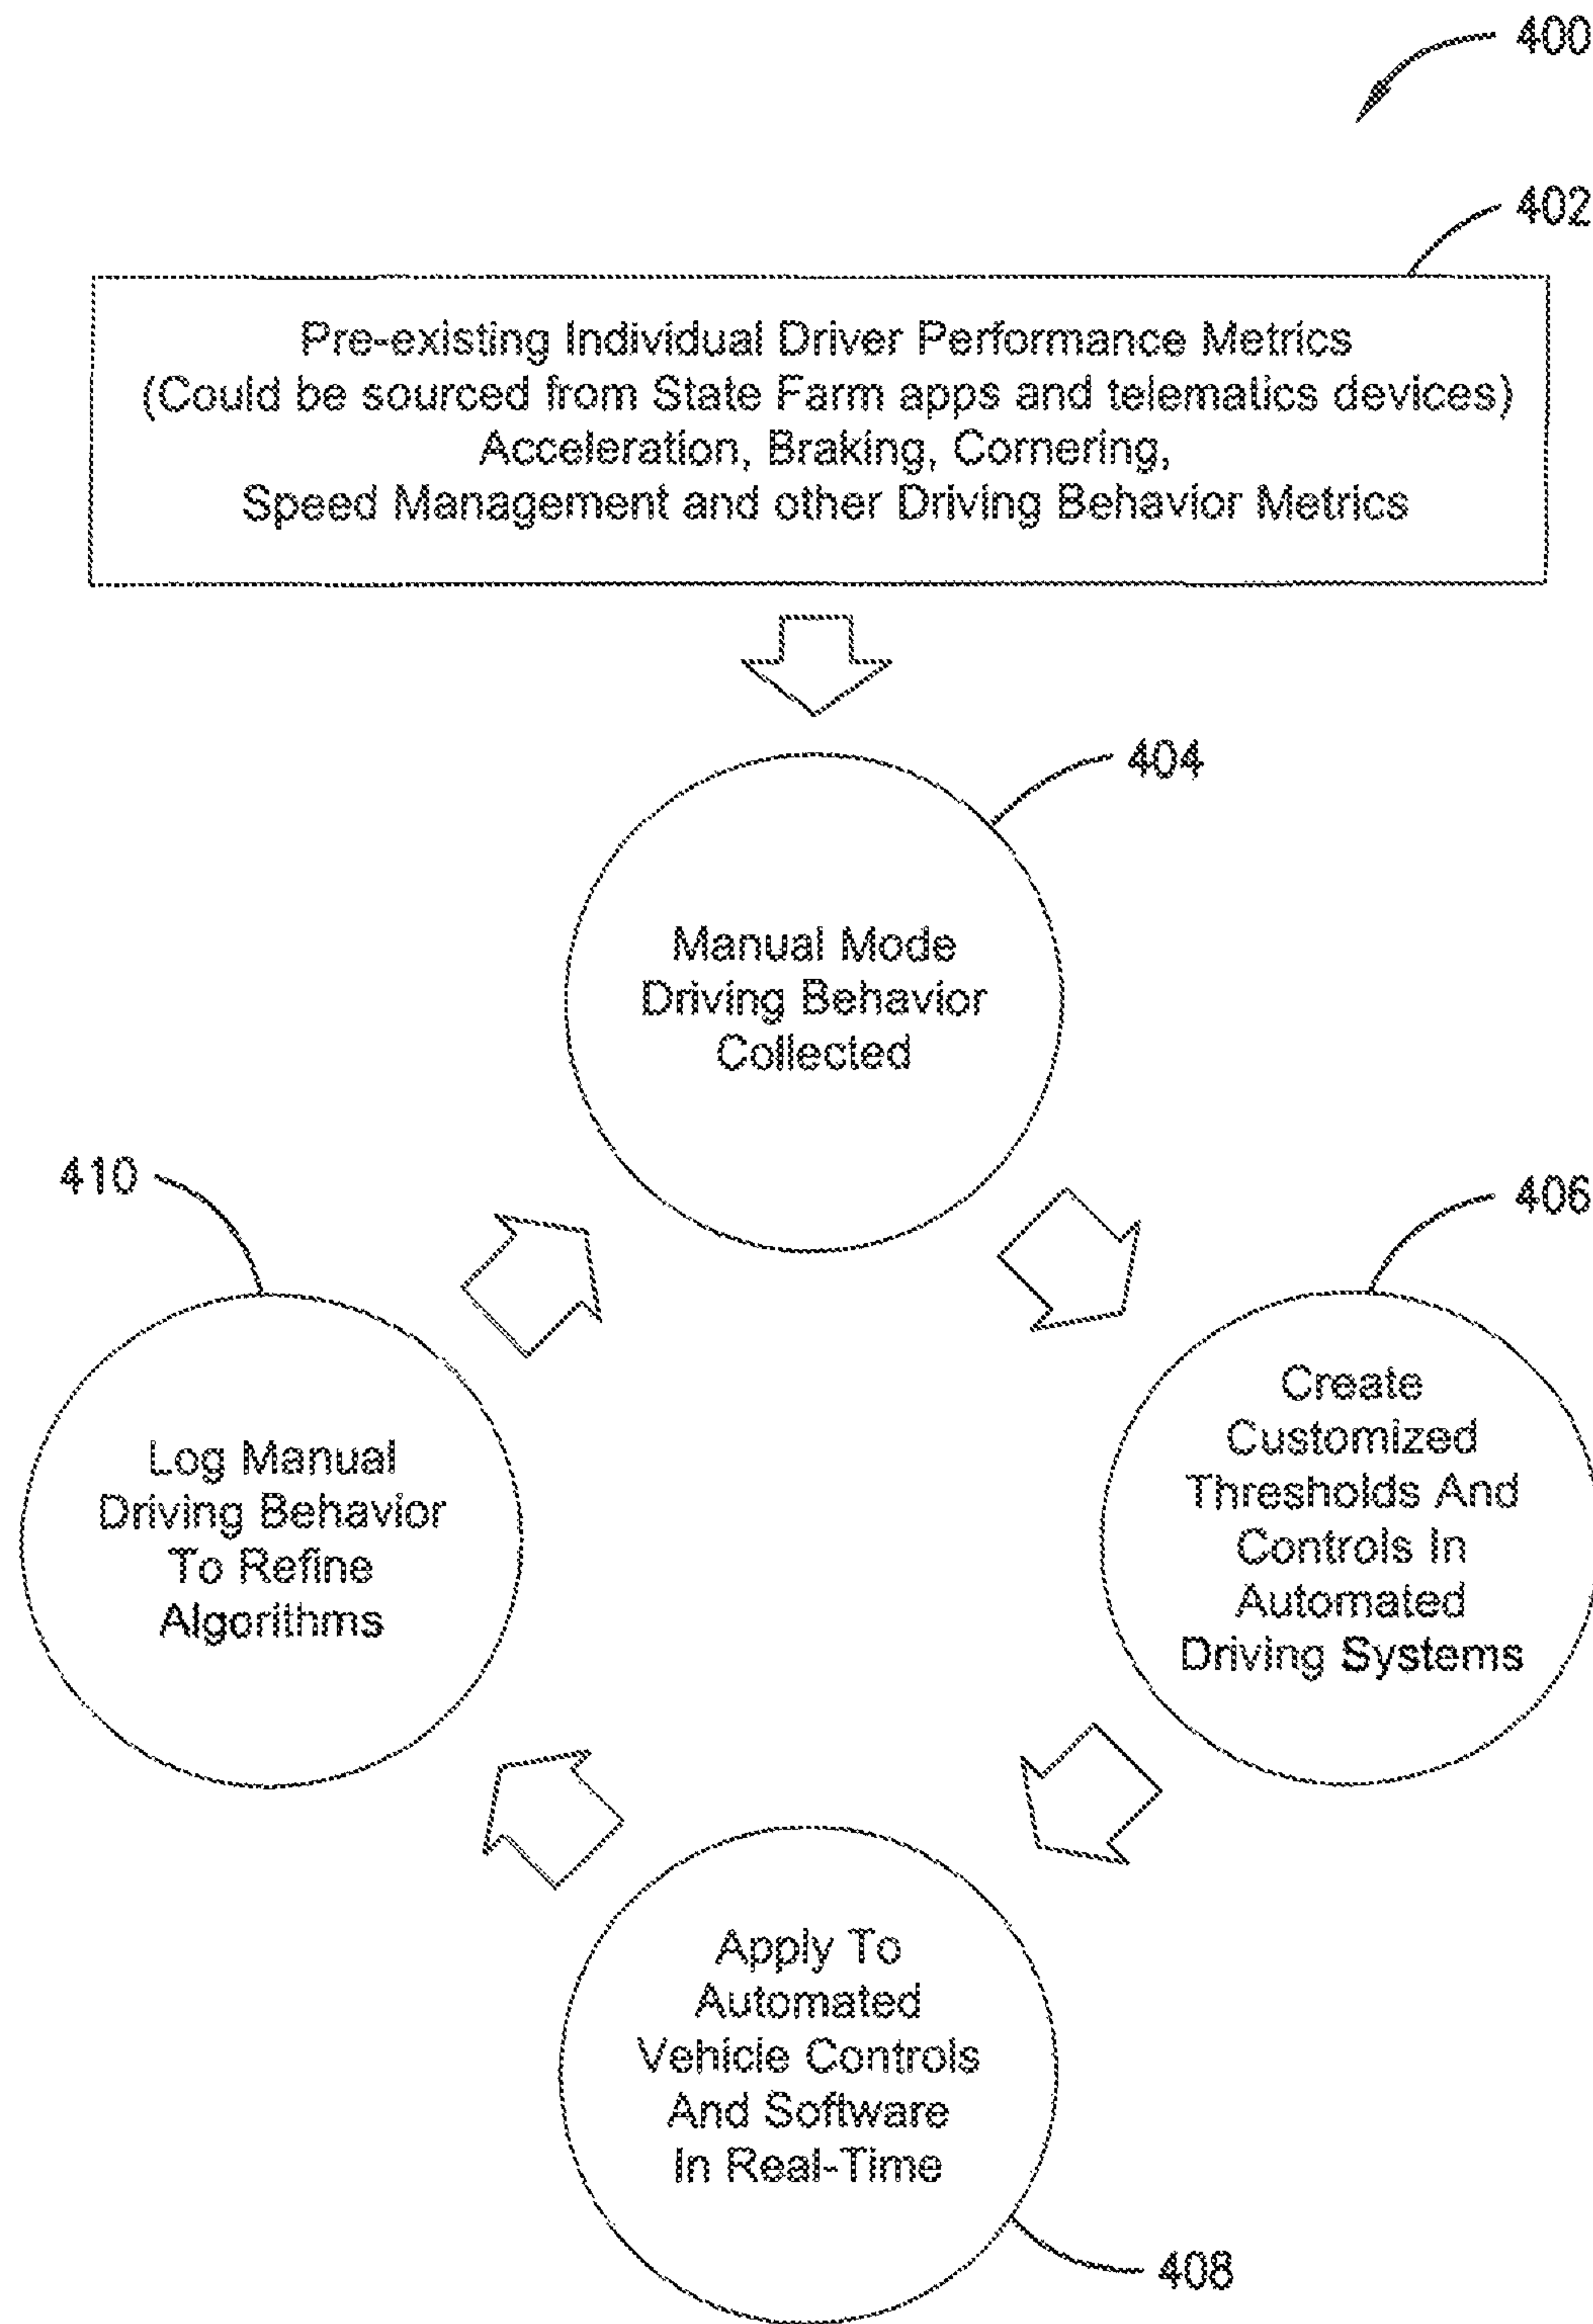 400
402
Pre-existing Individual Driver Performance Metrics
(Could be sourced from State Farm apps and telematics devices)
Acceleration, Braking, Cornering,
Speed Management and other Driving Behavior Metrics
404
Manual Mode
Driving Behavior
Collected
410
406
Log Manual
Driving Behavior
To Refine
Algorithms
Create
Customized
Thresholds And
Controls In
Automated
Driving Systems
Apply To
Automated
Vehicle Controls
And Software
In Real-Time
408